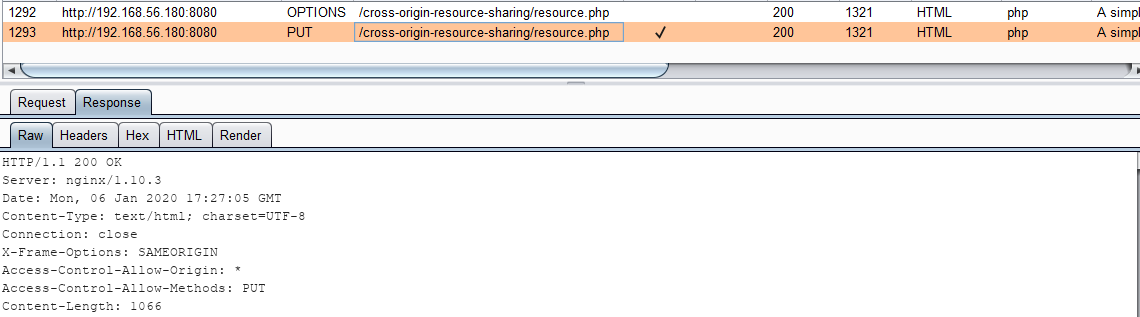 1292 http://192.168.56.180:8080 OPTIONS /cross-origin-resource-sharing/resource.php 200 1321 HTML php A simpl
1293 http://192.168.56.180:8080 PUT /cross-origin-resource-sharing/resource.php ✓ 200 1321 HTML php A simpl
Request Response
Raw Headers Hex HTML Render
HTTP/1.1 200 OK
Server: nginx/1.10.3
Date: Mon, 06 Jan 2020 17:27:05 GMT
Content-Type: text/html; charset=UTF-8
Connection: close
X-Frame-Options: SAMEORIGIN
Access-Control-Allow-Origin: *
Access-Control-Allow-Methods: PUT
Content-Length: 1066